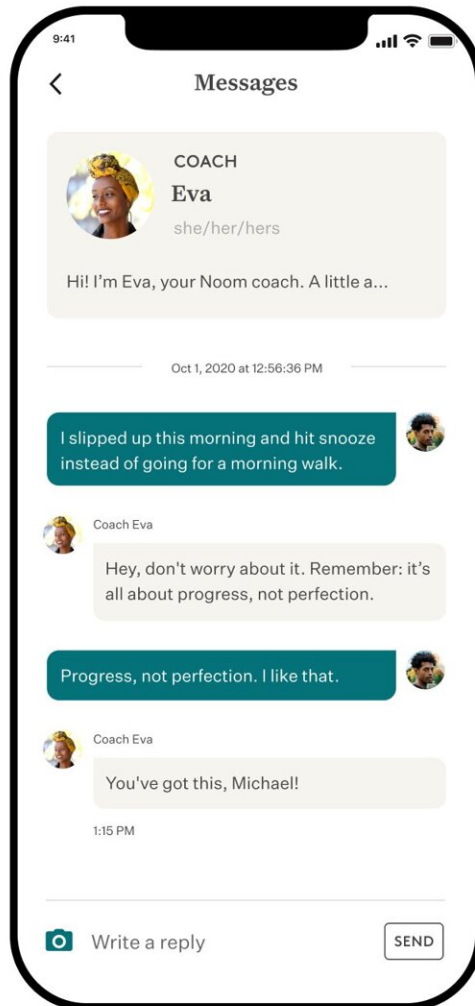 9:41
Messages
COACH
Eva
she/her/hers
Hi! I’m Eva, your Noom coach. A little a...
Oct 1, 2020 at 12:56:36 PM
I slipped up this morning and hit snooze
instead of going for a morning walk.
Coach Eva
Hey, don't worry about it. Remember: it’s
all about progress, not perfection.
Progress, not perfection. I like that.
Coach Eva
You've got this, Michael!
1:15 PM
Write a reply
SEND